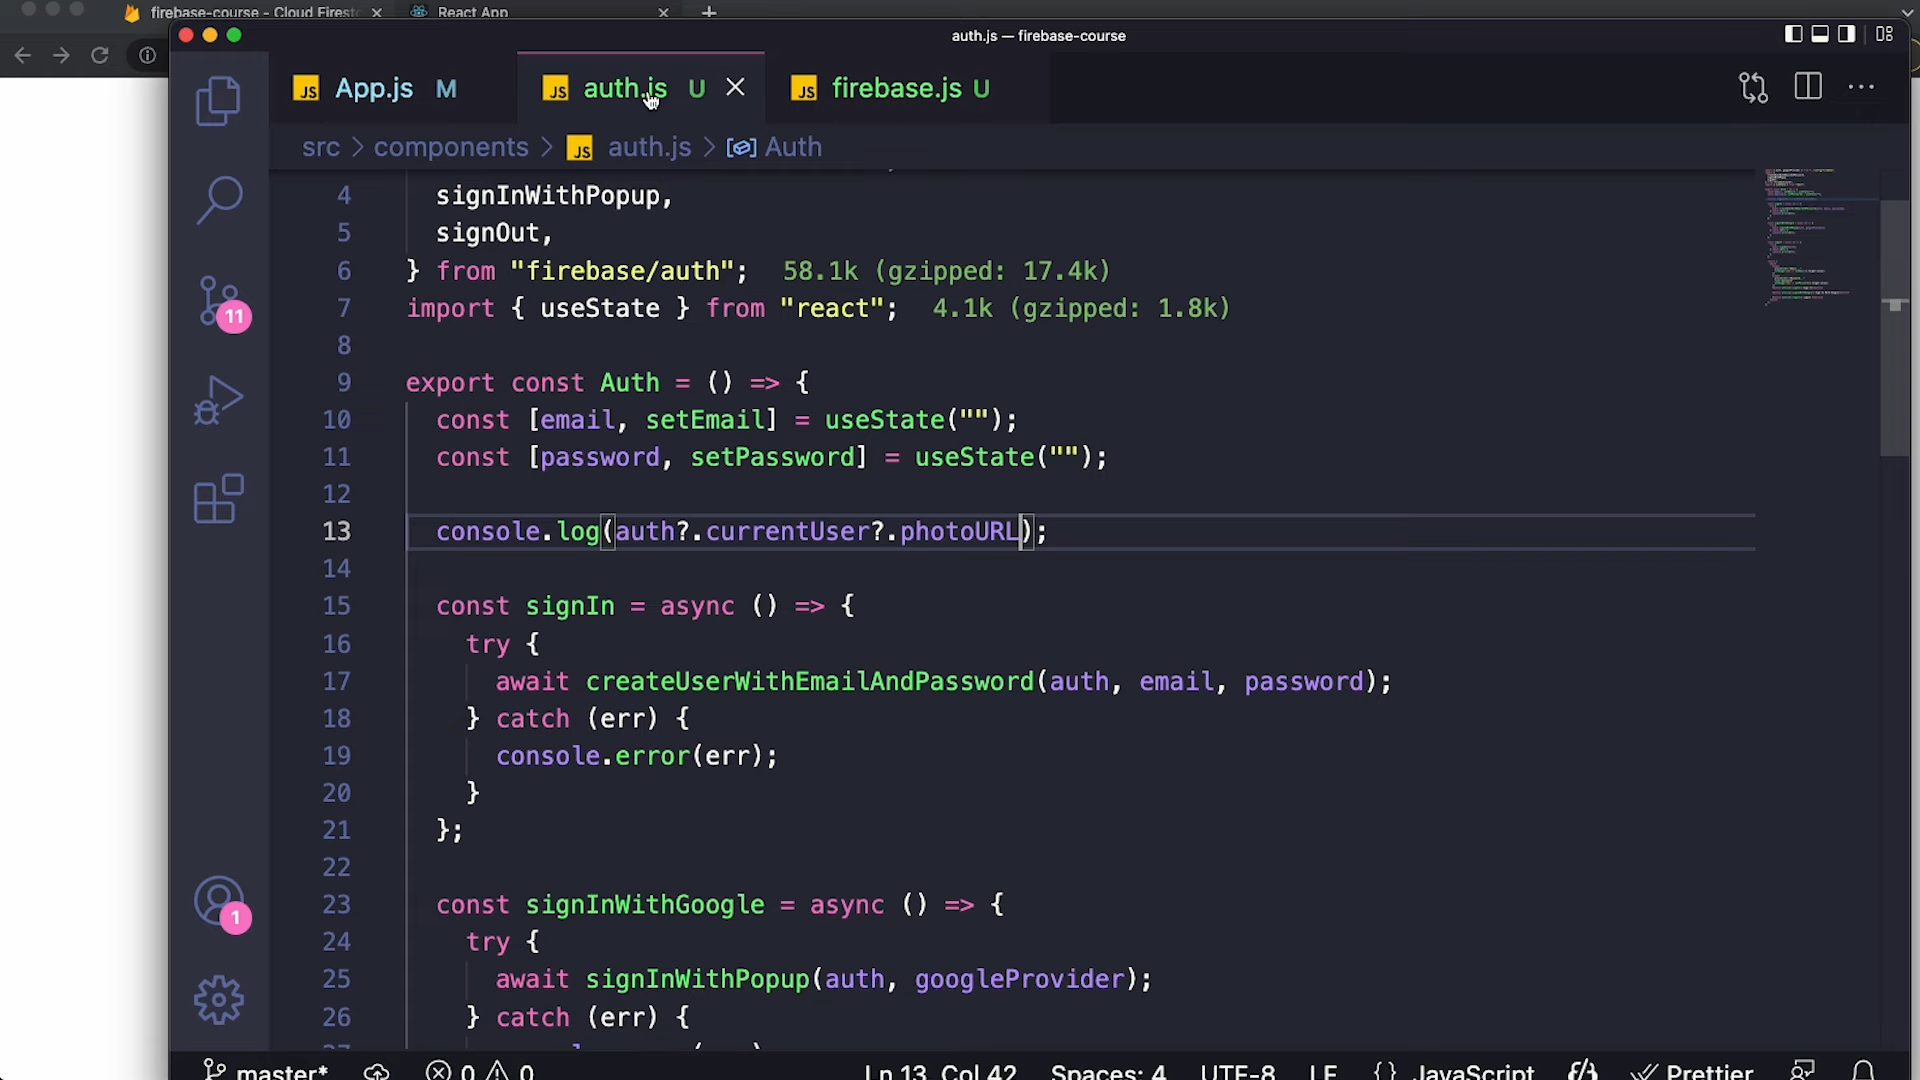 firebase-course - Cloud Firest
React App
auth.js — firebase-course
JS App.js M
JS auth.js U
JS firebase.js U
src > components > JS auth.js > Auth
4 signInWithPopup,
5 signOut,
6 } from "firebase/auth"; 58.1k (gzipped: 17.4k)
7 import { useState } from "react"; 4.1k (gzipped: 1.8k)
8
9 export const Auth = () => {
10 const [email, setEmail] = useState("");
11 const [password, setPassword] = useState("");
12
13 console.log(auth?.currentUser?.photoURL);
14
15 const signIn = async () => {
16 try {
17 await createUserWithEmailAndPassword(auth, email, password);
18 } catch (err) {
19 console.error(err);
20 }
21 };
22
23 const signInWithGoogle = async () => {
24 try {
25 await signInWithPopup(auth, googleProvider);
26 } catch (err) {
11
1
master* 0 0 Ln 13, Col 42 Spaces: 4 UTF-8 LF {} JavaScript Prettier